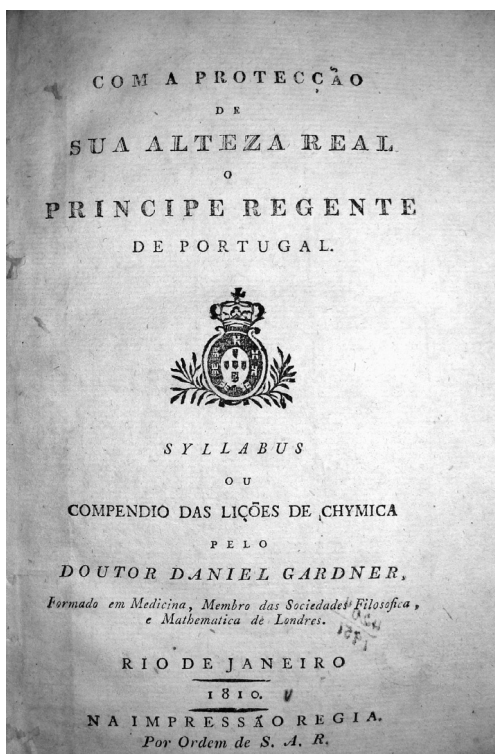 COM A PROTECÇÃO
DE
SUA ALTEZA REAL
O
PRINCIPE REGENTE
DE PORTUGAL.
SYLLABUS
OU
COMPENDIO DAS LIÇÕES DE CHYMICA
PELO
DOUTOR DANIEL GARDNER,
Formado em Medicina, Membro das Sociedades Filosofica,
e Mathematica de Londres.
RIO DE JANEIRO
1810.
NA IMPRESSÃO REGIA.
Por Ordem de S. A. R.